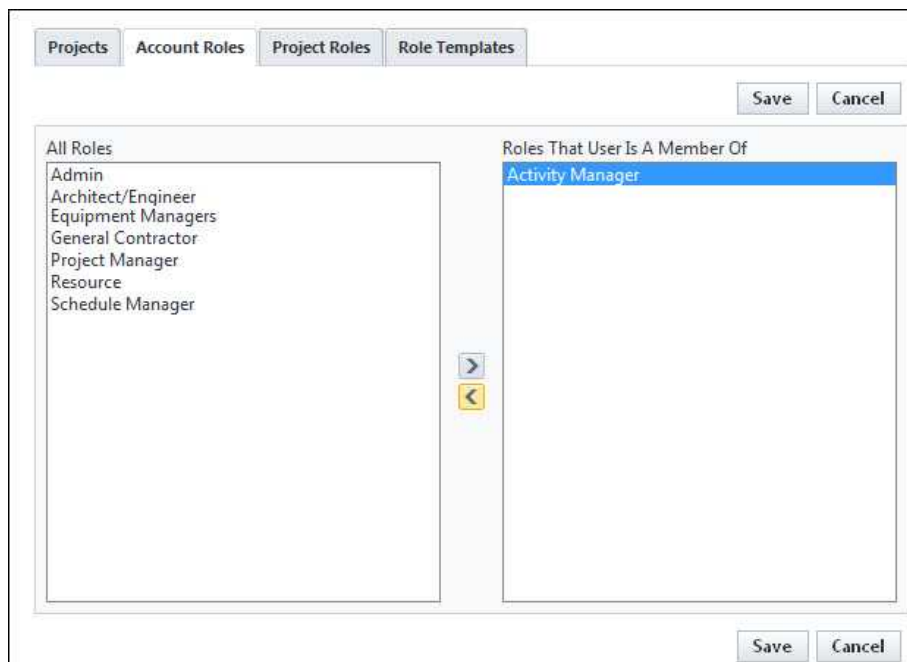 Projects Account Roles Project Roles Role Templates
Save Cancel
All Roles Roles That User Is A Member Of
Admin Activity Manager
Architect/Engineer
Equipment Managers
General Contractor
Project Manager
Resource
Schedule Manager
Save Cancel